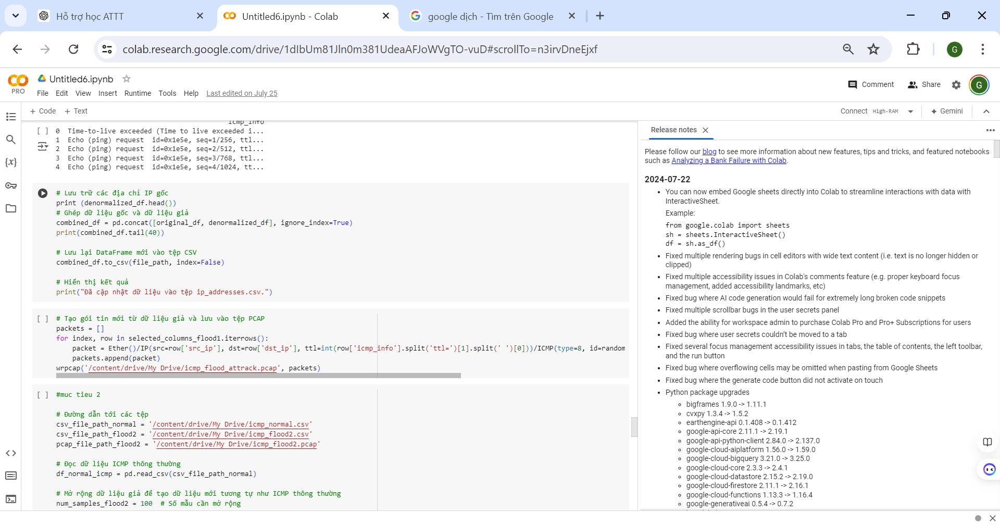 Hỗ trợ học ATTT
Untitled6.ipynb - Colab
google dịch - Tìm trên Google
colab.research.google.com/drive/1dIbUm81Jln0m381UdeaAFJoWVgTO-vuD#scrollTo=n3irvDneEjxf
G
PRO
Untitled6.ipynb
File Edit View Insert Runtime Tools Help Last edited on July 25
Comment
Share
G
+ Code + Text
Connect High-RAM
Gemini
icmp_info
[ ] 0 Time-to-live exceeded (Time to live exceeded i...
1 Echo (ping) request id=0x1e5e, seq=1/256, ttl...
2 Echo (ping) request id=0x1e5e, seq=2/512, ttl...
3 Echo (ping) request id=0x1e5e, seq=3/768, ttl...
4 Echo (ping) request id=0x1e5e, seq=4/1024, tt...
# Lưu trữ các địa chỉ IP gốc
print (denormalized_df.head())
# Ghép dữ liệu gốc và dữ liệu giả
combined_df = pd.concat([original_df, denormalized_df], ignore_index=True)
print(combined_df.tail(40))
# Lưu lại DataFrame mới vào tệp CSV
combined_df.to_csv(file_path, index=False)
# Hiển thị kết quả
print("Đã cập nhật dữ liệu vào tệp ip_addresses.csv.")
[ ] # Tạo gói tin mới từ dữ liệu giả và lưu vào tệp PCAP
packets = []
for index, row in selected_columns_flood1.iterrows():
packet = Ether()/IP(src=row['src_ip'], dst=row['dst_ip'], ttl=int(row['icmp_info'].split('ttl=')[1].split(' ')[0]))/ICMP(type=8, id=random
packets.append(packet)
wrpcap('/content/drive/My Drive/icmp_flood_attrack.pcap', packets)
[ ] #muc tieu 2
# Đường dẫn tới các tệp
csv_file_path_normal = '/content/drive/My Drive/icmp_normal.csv'
csv_file_path_flood2 = '/content/drive/My Drive/icmp_flood2.csv'
pcap_file_path_flood2 = '/content/drive/My Drive/icmp_flood2.pcap'
# Đọc dữ liệu ICMP thông thường
df_normal_icmp = pd.read_csv(csv_file_path_normal)
# Mở rộng dữ liệu giả để tạo dữ liệu mới tương tự như ICMP thông thường
num_samples_flood2 = 100 # Số mẫu cần mở rộng
Release notes
Please follow our blog to see more information about new features, tips and tricks, and featured notebooks
such as Analyzing a Bank Failure with Colab.
2024-07-22
• You can now embed Google sheets directly into Colab to streamline interactions with data with
InteractiveSheet.
Example:
from google.colab import sheets
sh = sheets.InteractiveSheet()
df = sh.as_df()
• Fixed multiple rendering bugs in cell editors with wide text content (i.e. text is no longer hidden or
clipped)
• Fixed multiple accessibility issues in Colab's comments feature (e.g. proper keyboard focus
management, added accessibility landmarks, etc)
• Fixed bug where AI code generation would fail for extremely long broken code snippets
• Fixed multiple scrollbar bugs in the user secrets panel
• Added the ability for workspace admin to purchase Colab Pro and Pro+ Subscriptions for users
• Fixed bug where user secrets couldn’t be moved to a tab
• Fixed several focus management accessibility issues in tabs, the table of contents, the left toolbar,
and the run button
• Fixed bug where overflowing cells may be omitted when pasting from Google Sheets
• Fixed bug where the generate code button did not activate on touch
• Python package upgrades
bigframes 1.9.0 -> 1.11.1
cvxpy 1.3.4 -> 1.5.2
earthengine-api 0.1.408 -> 0.1.412
google-api-core 2.11.1 -> 2.19.1
google-api-python-client 2.84.0 -> 2.137.0
google-cloud-aiplatform 1.56.0 -> 1.59.0
google-cloud-bigquery 3.21.0 -> 3.25.0
google-cloud-core 2.3.3 -> 2.4.1
google-cloud-datastore 2.15.2 -> 2.19.0
google-cloud-firestore 2.11.1 -> 2.16.1
google-cloud-functions 1.13.3 -> 1.16.4
google-generativeai 0.5.4 -> 0.7.2